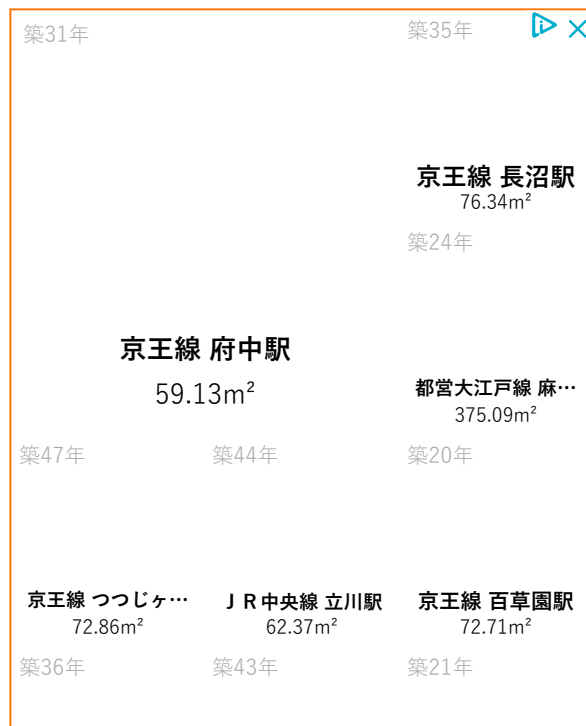 築31年
京王線 府中駅
59.13m²
築35年
京王線 長沼駅
76.34m²
築24年
都営大江戸線 麻…
375.09m²
築47年
京王線 つつじヶ…
72.86m²
築44年
ＪＲ中央線 立川駅
62.37m²
築20年
京王線 百草園駅
72.71m²
築36年
築43年
築21年